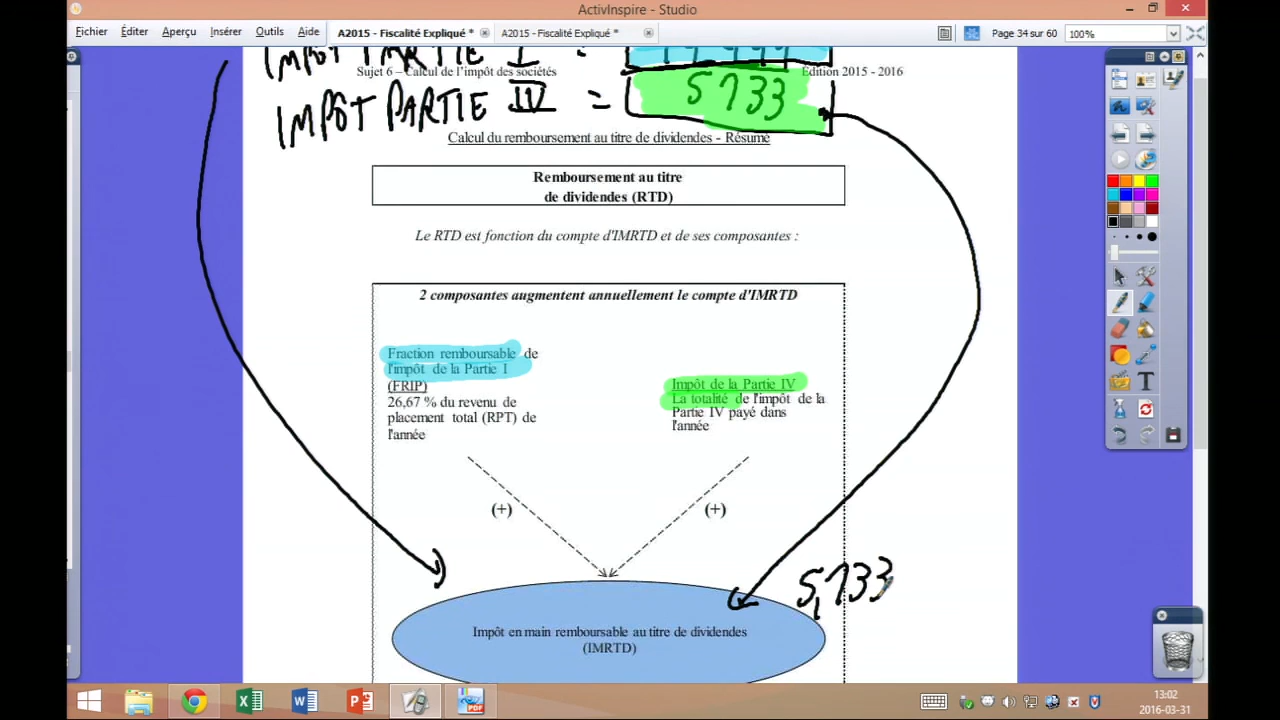 ActivInspire - Studio
Fichier Éditer Aperçu Insérer Outils Aide
A2015 - Fiscalité Expliqué *
A2015 - Fiscalité Expliqué *
Page 34 sur 60
100%
IMPÔT PARTIE I =
Sujet 6 – Calcul de l'impôt des sociétés
Édition 2015 - 2016
IMPÔT PARTIE IV = 5733
Calcul du remboursement au titre de dividendes - Résumé
Remboursement au titre
de dividendes (RTD)
Le RTD est fonction du compte d'IMRTD et de ses composantes :
2 composantes augmentent annuellement le compte d'IMRTD
Fraction remboursable de
l'impôt de la Partie I
(FRIP)
26,67 % du revenu de
placement total (RPT) de
l'année
Impôt de la Partie IV
La totalité de l'impôt de la
Partie IV payé dans
l'année
(+)
(+)
5,733
Impôt en main remboursable au titre de dividendes
(IMRTD)
13:02
2016-03-31